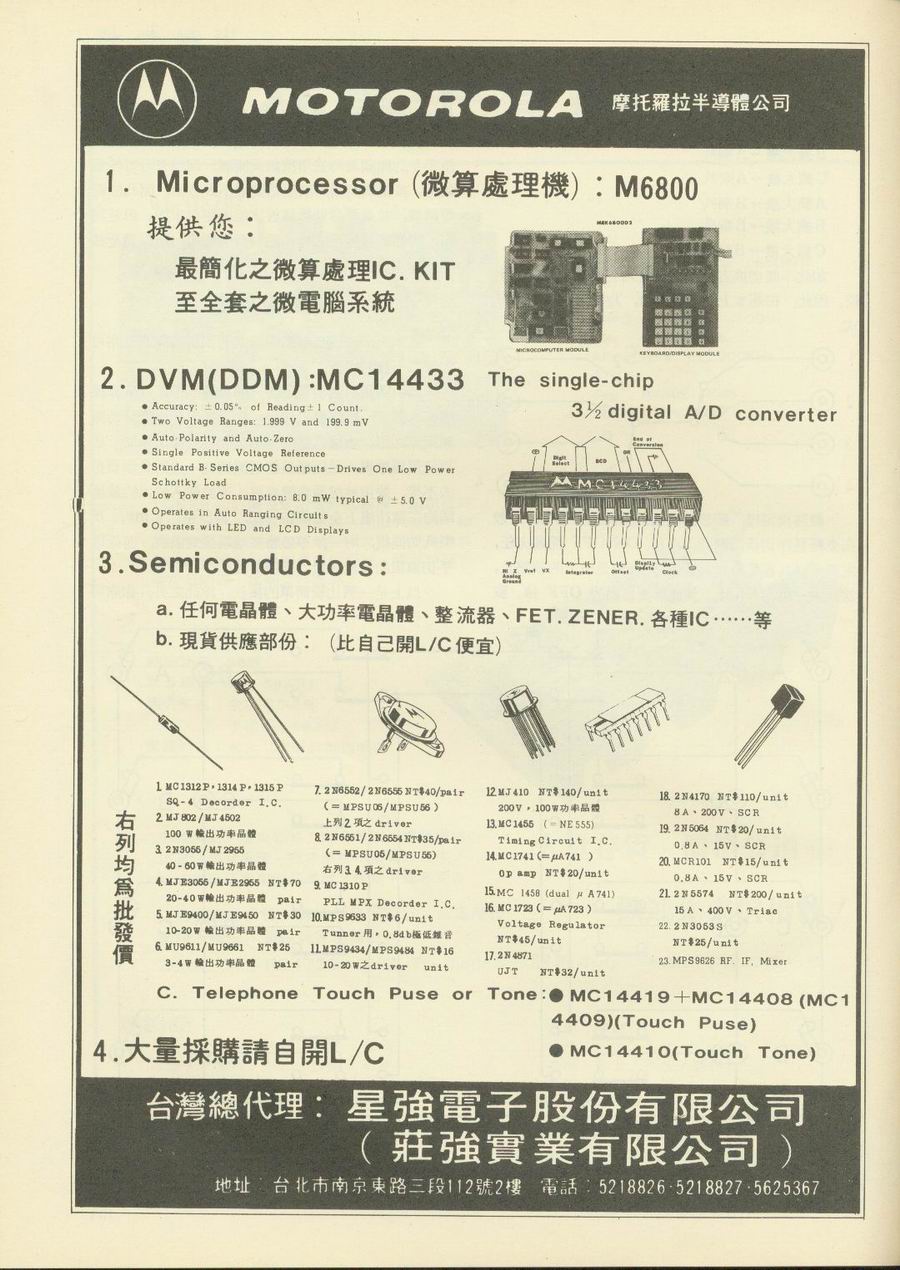 MOTOROLA 摩托羅拉半導體公司
1. Microprocessor (微算處理機) : M6800
提供您：
最簡化之微算處理IC. KIT
至全套之微電腦系統
MEK6800D2
MICROCOMPUTER MODULE
KEYBOARD/DISPLAY MODULE
2. DVM(DDM) :MC14433
The single-chip
3½ digital A/D converter
● Accuracy: ±0.05% of Reading ± 1 Count.
● Two Voltage Ranges: 1.999 V and 199.9 mV
● Auto-Polarity and Auto-Zero
● Single Positive Voltage Reference
● Standard B-Series CMOS Outputs - Drives One Low Power
Schottky Load
● Low Power Consumption: 8.0 mW typical @ ±5.0 V
● Operates in Auto Ranging Circuits
● Operates with LED and LCD Displays
End of
Conversion
Digit
Select
BCD
OR
MC14433
HI Z
Analog
Ground
Vref
VX
Integrator
Offset
Display
Update
Clock
3.Semiconductors:
a. 任何電晶體、大功率電晶體、整流器、FET. ZENER. 各種IC……等
b. 現貨供應部份：（比自己開L/C便宜）
右列均爲批發價
1. MC1312P，1314P，1315P
SQ-4 Decorder I.C.
2. MJ802/MJ4502
100 W輸出功率晶體
3. 2N3055/MJ2955
40-60W輸出功率晶體
4. MJE3055/MJE2955 NT$70
20-40W輸出功率晶體 pair
5. MJE9400/MJE9450 NT$30
10-20W輸出功率晶體 pair
6. MU9611/MU9661 NT$25
3-4W輸出功率晶體 pair
7. 2N6552/2N6555 NT$40/pair
(= MPSU06/MPSU56)
上列2.項之driver
8. 2N6551/2N6554 NT$35/pair
(= MPSU05/MPSU55)
右列3.4.項之driver
9. MC1310P
PLL MPX Decorder I.C.
10.MPS9633 NT$6/unit
Tunner用，0.8db極低雜音
11.MPS9434/MPS9484 NT$16
10-20W之driver unit
12.MJ410 NT$140/unit
200V，100W功率晶體
13.MC1455 (=NE555)
Timing Circuit I.C.
14.MC1741(=μA741 )
Op amp NT$20/unit
15.MC 1458 (dual μ A741)
16.MC1723(=μA723)
Voltage Regulator
NT$45/unit
17.2N4871
UJT NT$32/unit
18. 2N4170 NT$110/unit
8A、200V、SCR
19. 2N5064 NT$20/unit
0.8A、15V、SCR
20. MCR101 NT$15/unit
0.8A、15V、SCR
21. 2N5574 NT$200/unit
15A、400V、Triac
22. 2N3053S
NT$25/unit
23. MPS9626 RF. IF, Mixer
C. Telephone Touch Puse or Tone: ● MC14419+MC14408 (MC1
4409)(Touch Puse)
● MC14410(Touch Tone)
4.大量採購請自開L/C
台灣總代理：星強電子股份有限公司
（莊強實業有限公司）
地址：台北市南京東路三段112號2樓 電話：5218826·5218827·5625367